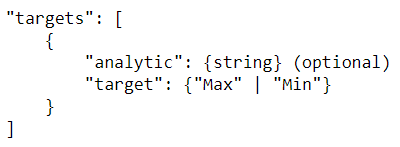 "targets": [
    {
        "analytic": {string} (optional)
        "target": {"Max" | "Min"}
    }
]